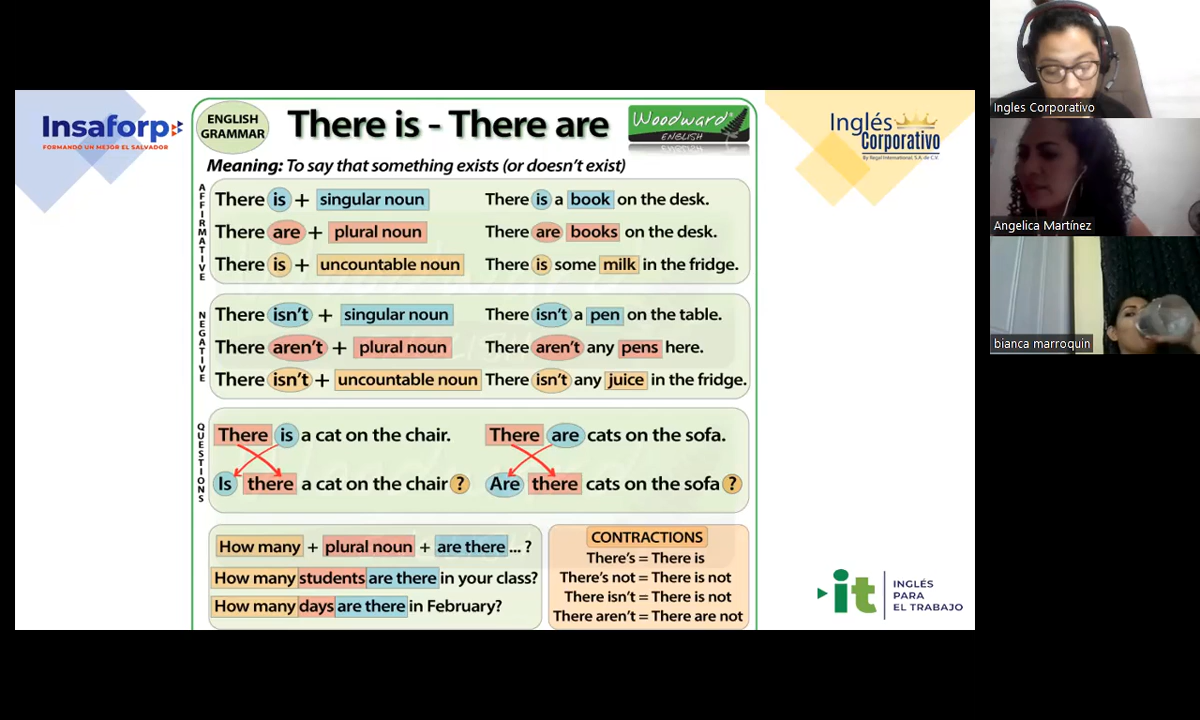 Insaforp
FORMANDO UN MEJOR EL SALVADOR
ENGLISH
GRAMMAR
There is - There are
Woodward®
ENGLISH
Inglés
Corporativo
By Regal International, S.A. de C.V.
Meaning: To say that something exists (or doesn't exist)
AFFIRMATIVE
There is + singular noun There is a book on the desk.
There are + plural noun There are books on the desk.
There is + uncountable noun There is some milk in the fridge.
NEGATIVE
There isn't + singular noun There isn't a pen on the table.
There aren't + plural noun There aren't any pens here.
There isn't + uncountable noun There isn't any juice in the fridge.
QUESTIONS
There is a cat on the chair. There are cats on the sofa.
Is there a cat on the chair ? Are there cats on the sofa ?
How many + plural noun + are there ... ?
How many students are there in your class?
How many days are there in February?
CONTRACTIONS
There's = There is
There's not = There is not
There isn't = There is not
There aren't = There are not
it
INGLÉS
PARA
EL TRABAJO
Ingles Corporativo
Angelica Martínez
bianca marroquin